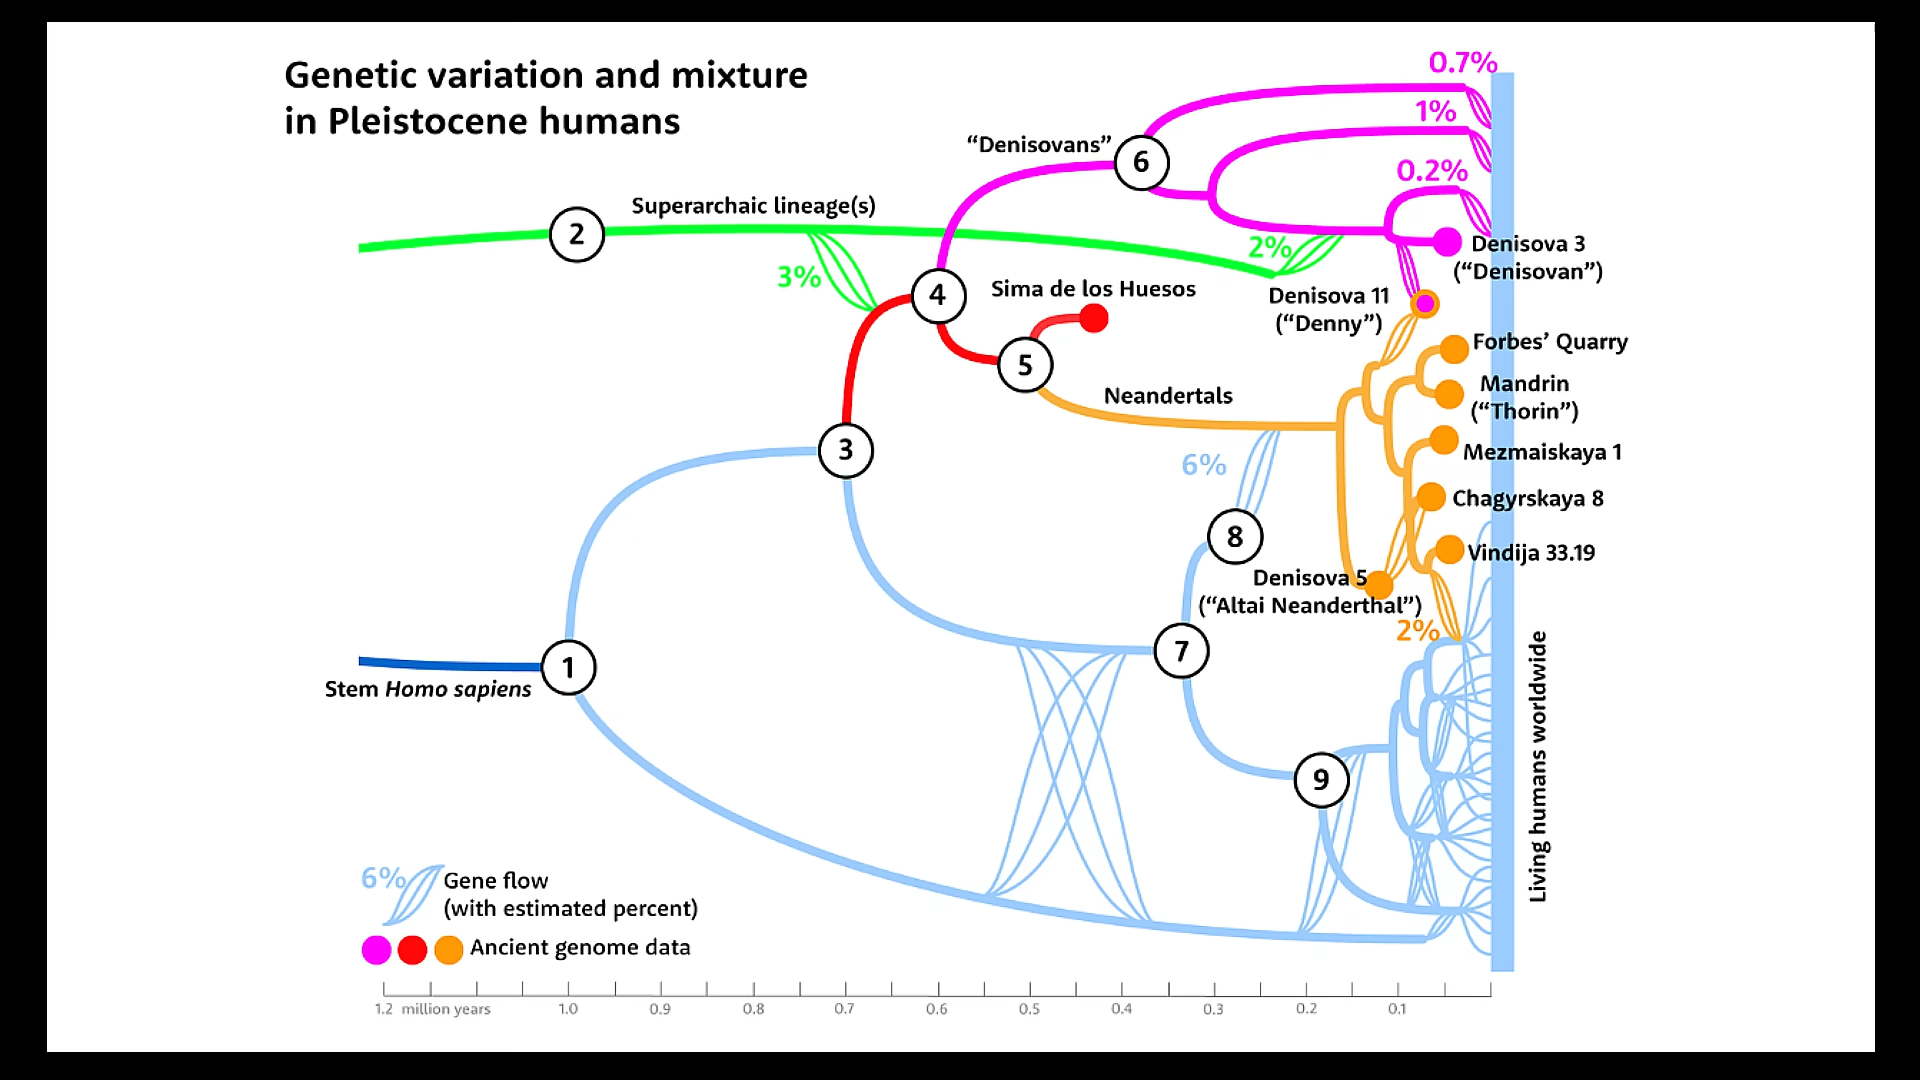 Genetic variation and mixture
in Pleistocene humans
0.7%
1%
0.2%
“Denisovans”
6
Superarchaic lineage(s)
2
3%
2%
4
Sima de los Huesos
Denisova 3
(“Denisovan”)
Denisova 11
(“Denny”)
5
Forbes’ Quarry
Neandertals
Mandrin
(“Thorin”)
3
6%
Mezmaiskaya 1
Chagyrskaya 8
8
Vindija 33.19
Denisova 5
(“Altai Neanderthal”)
2%
7
1
Stem Homo sapiens
9
Living humans worldwide
6%
Gene flow
(with estimated percent)
Ancient genome data
1.2 million years 1.0 0.9 0.8 0.7 0.6 0.5 0.4 0.3 0.2 0.1